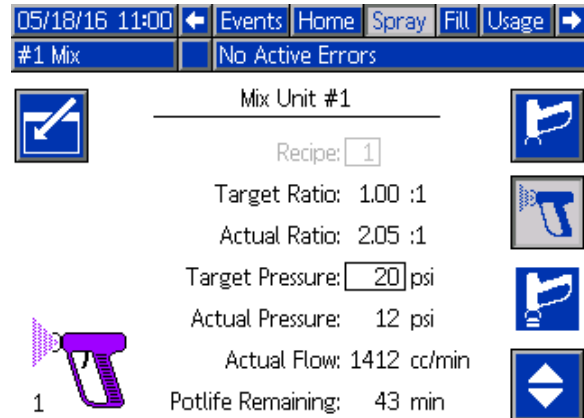 05/18/16 11:00 Events Home Spray Fill Usage
#1 Mix No Active Errors
Mix Unit #1
Recipe: 1
Target Ratio: 1.00 :1
Actual Ratio: 2.05 :1
Target Pressure: 20 psi
Actual Pressure: 12 psi
Actual Flow: 1412 cc/min
1 Potlife Remaining: 43 min